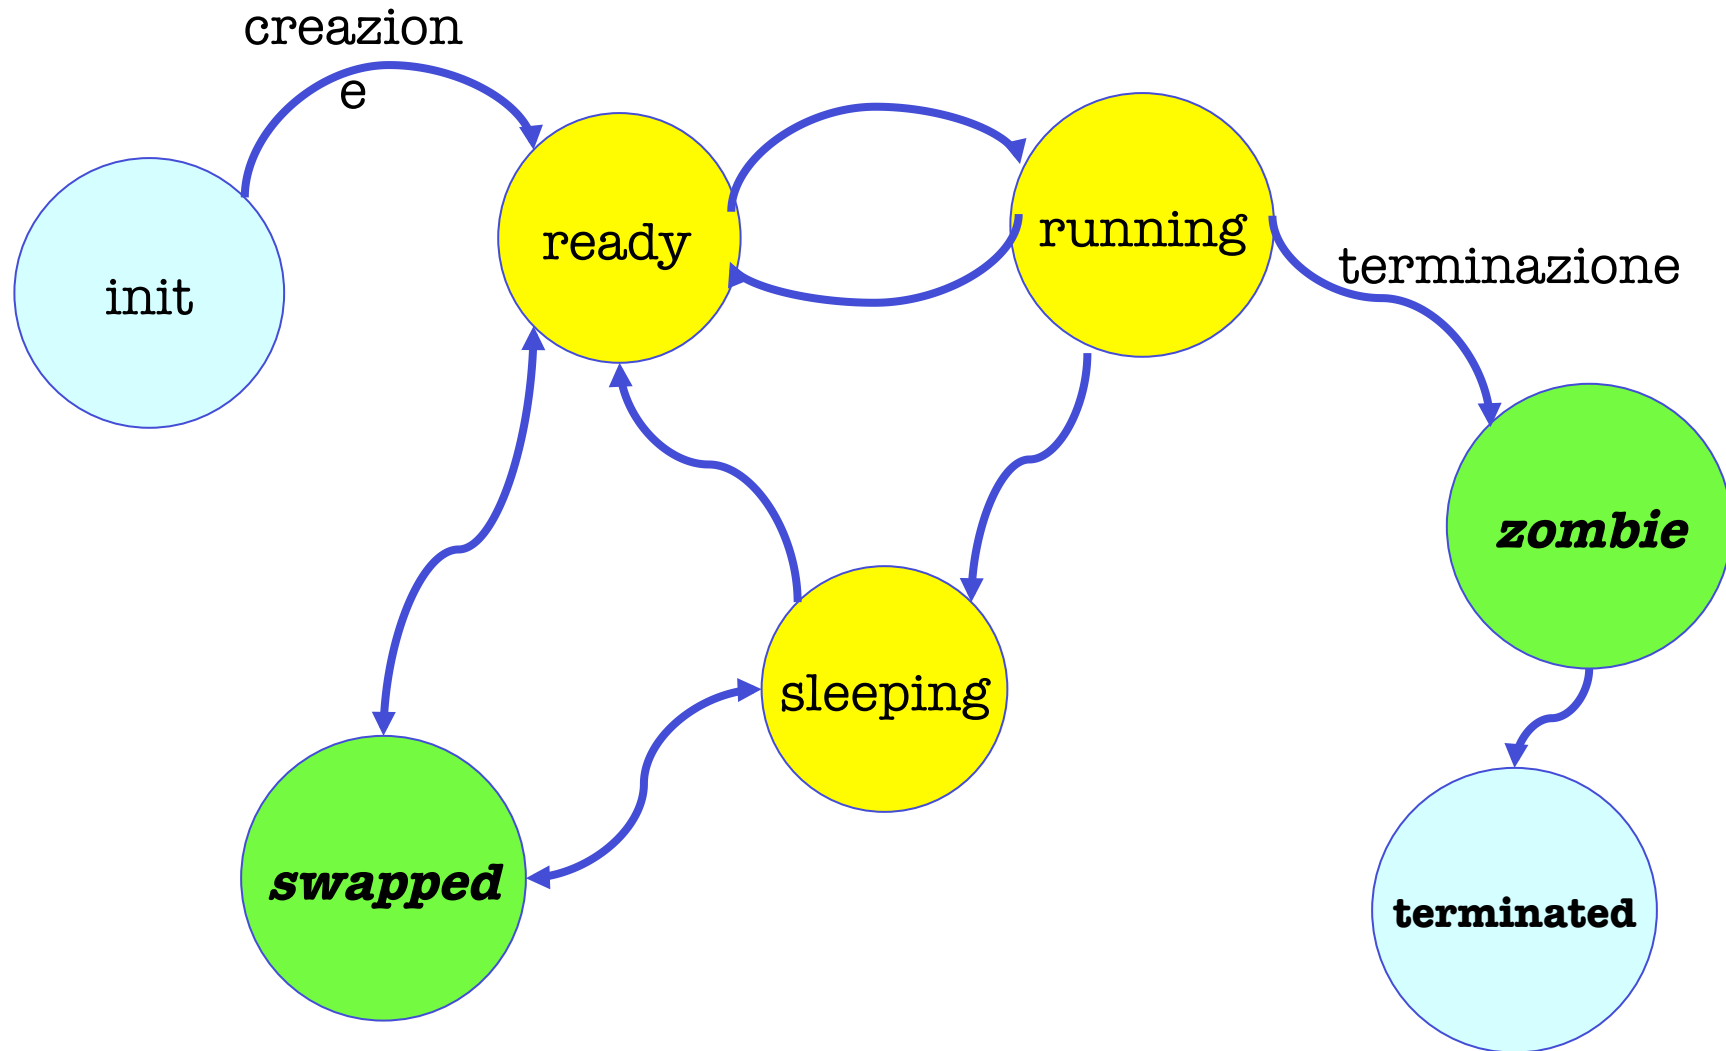 creazion
e
ready
running
init
terminazione
zombie
sleeping
swapped
terminated